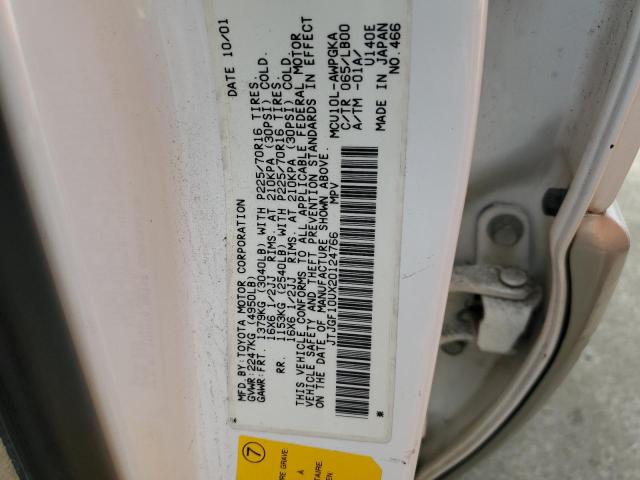 MFD.BY:TOYOTA MOTOR CORPORATION DATE 10/01
GVWR:2247KG (4950LB)
GAWR:FRT. 1379KG (3040LB) WITH P225/70R16 TIRES.
16X6 1/2JJ RIMS. AT 210KPA (30PSI) COLD.
RR. 1153KG (2540LB) WITH P225/70R16 TIRES.
16X6 1/2JJ RIMS. AT 210KPA (30PSI) COLD.
THIS VEHICLE CONFORMS TO ALL APPLICABLE FEDERAL MOTOR
VEHICLE SAFETY AND THEFT PREVENTION STANDARDS IN EFFECT
ON THE DATE OF MANUFACTURE SHOWN ABOVE.
JTJGF10UX20124766 MPV
MCU10L-AWPGKA
C/TR 065/LB00
A/TM -01A/ U140E
MADE IN JAPAN
* NO.466
7
GRAVE
À